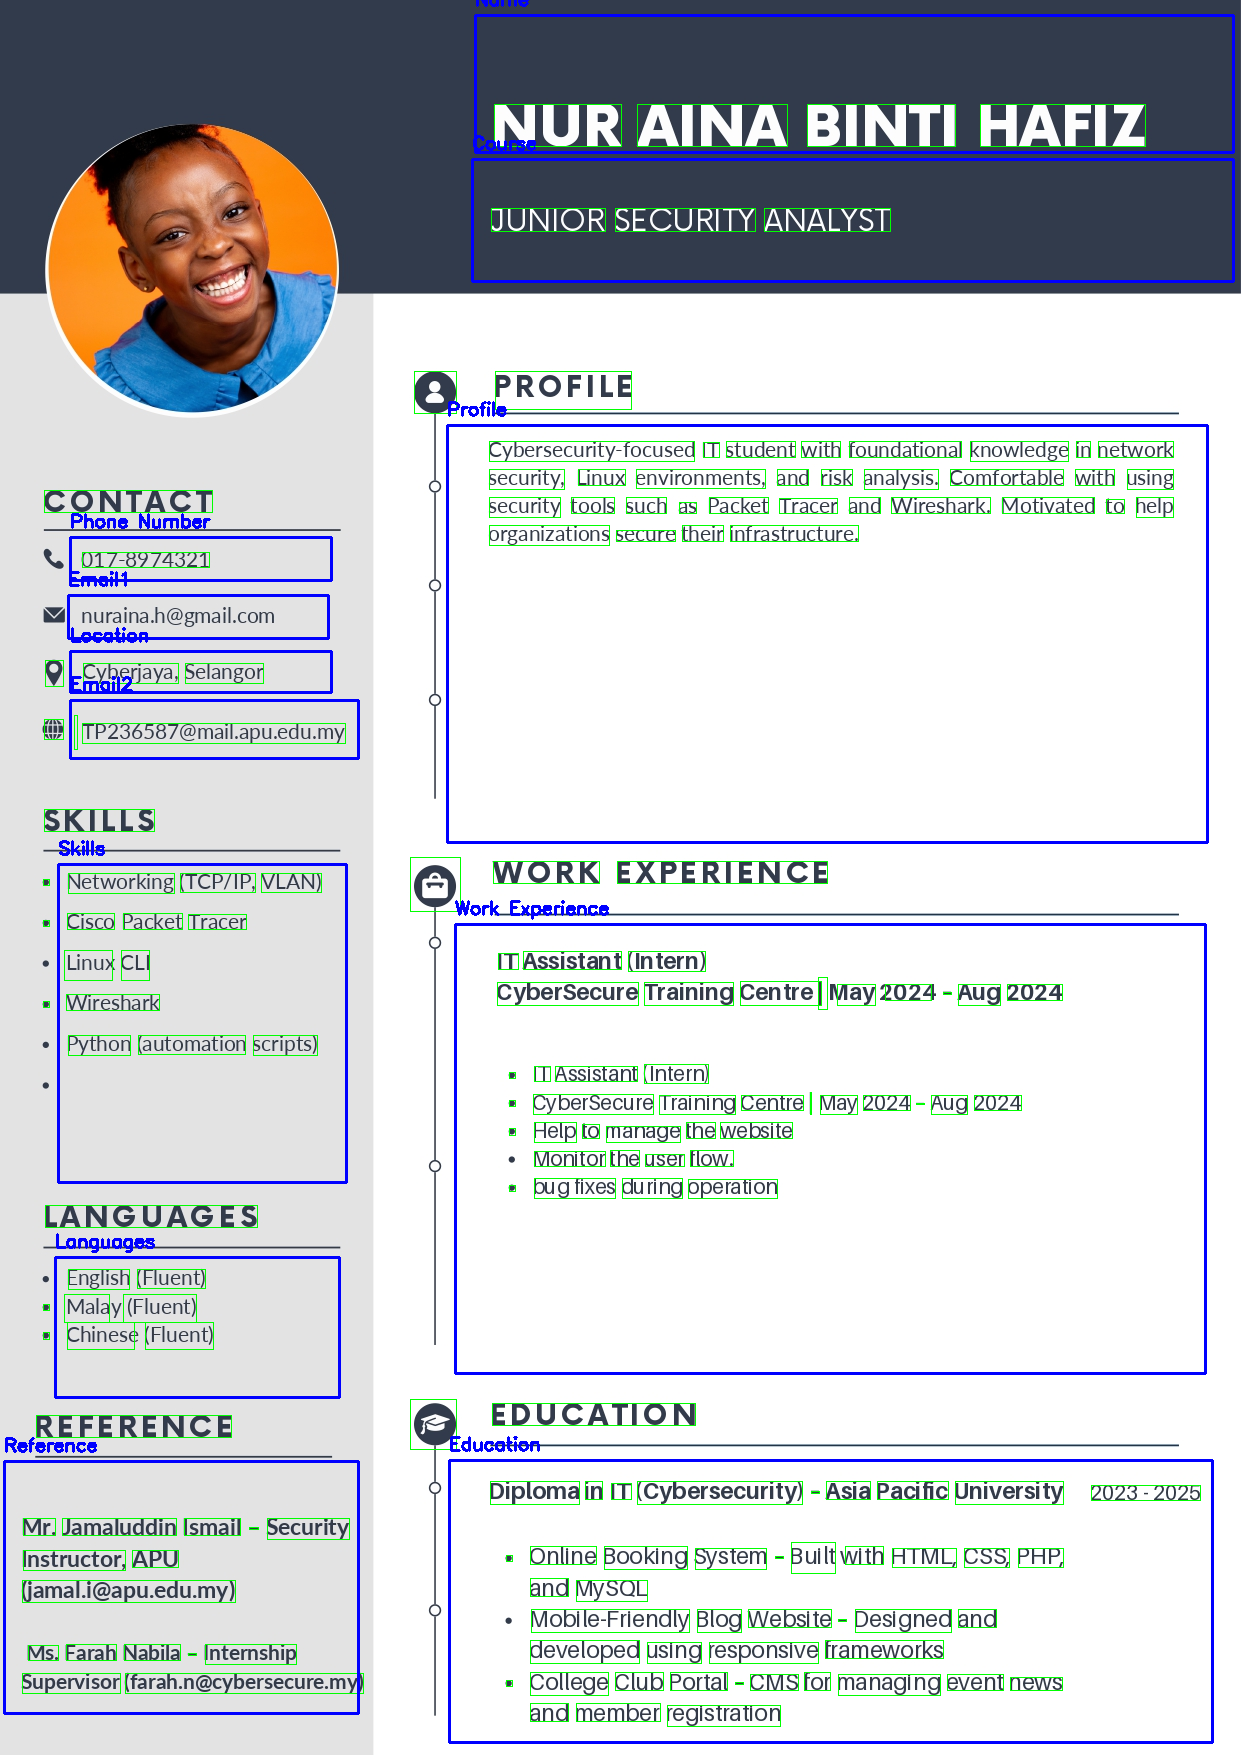 Name
NUR AINA BINTI HAFIZ
Course
JUNIOR SECURITY ANALYST
CONTACT
Phone Number
017-8974321
Email1
nuraina.h@gmail.com
Location
Cyberjaya, Selangor
Email2
TP236587@mail.apu.edu.my
SKILLS
Skills
• Networking (TCP/IP, VLAN)
• Cisco Packet Tracer
• Linux CLI
• Wireshark
• Python (automation scripts)
•
LANGUAGES
Languages
• English (Fluent)
• Malay (Fluent)
• Chinese (Fluent)
REFERENCE
Reference
Mr. Jamaluddin Ismail – Security
Instructor, APU
(jamal.i@apu.edu.my)
Ms. Farah Nabila – Internship
Supervisor (farah.n@cybersecure.my)
PROFILE
Profile
Cybersecurity-focused IT student with foundational knowledge in network
security, Linux environments, and risk analysis. Comfortable with using
security tools such as Packet Tracer and Wireshark. Motivated to help
organizations secure their infrastructure.
WORK EXPERIENCE
Work Experience
IT Assistant (Intern)
CyberSecure Training Centre | May 2024 – Aug 2024
• IT Assistant (Intern)
• CyberSecure Training Centre | May 2024 – Aug 2024
• Help to manage the website
• Monitor the user flow.
• bug fixes during operation
EDUCATION
Education
Diploma in IT (Cybersecurity) – Asia Pacific University 2023 - 2025
• Online Booking System – Built with HTML, CSS, PHP,
and MySQL
• Mobile-Friendly Blog Website – Designed and
developed using responsive frameworks
• College Club Portal – CMS for managing event news
and member registration